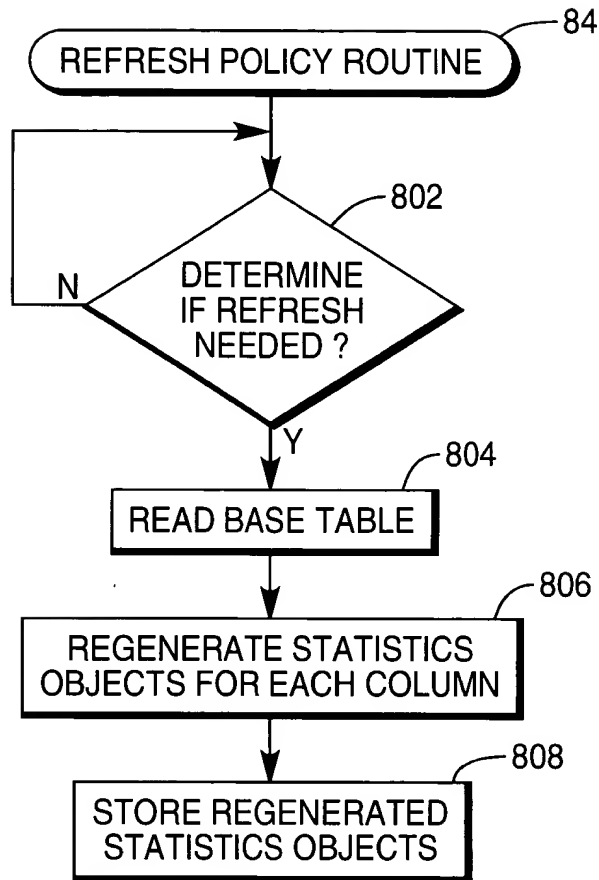 84
REFRESH POLICY ROUTINE
802
DETERMINE
IF REFRESH
NEEDED ?
N
Y
804
READ BASE TABLE
806
REGENERATE STATISTICS
OBJECTS FOR EACH COLUMN
808
STORE REGENERATED
STATISTICS OBJECTS